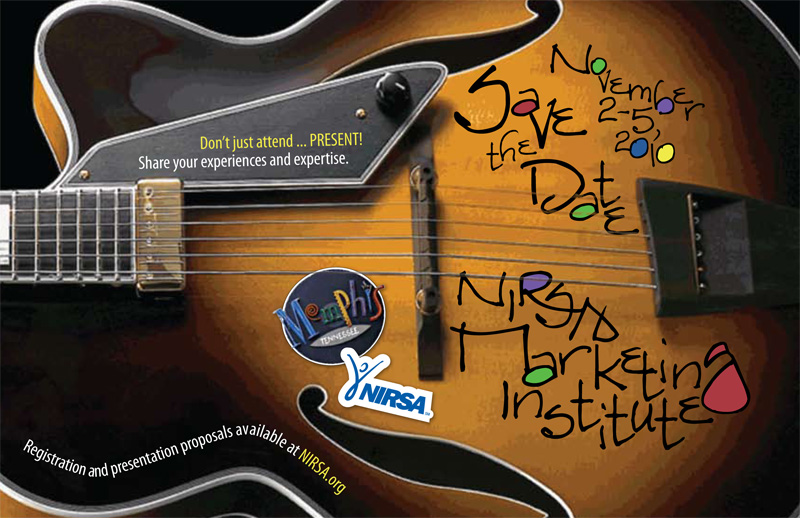 Save
the
Date
November
2-5,
2010
Don't just attend ... PRESENT!
Share your experiences and expertise.
Memphis
TENNESSEE
NIRSA
NIRSA
Marketing
Institute
Registration and presentation proposals available at NIRSA.org